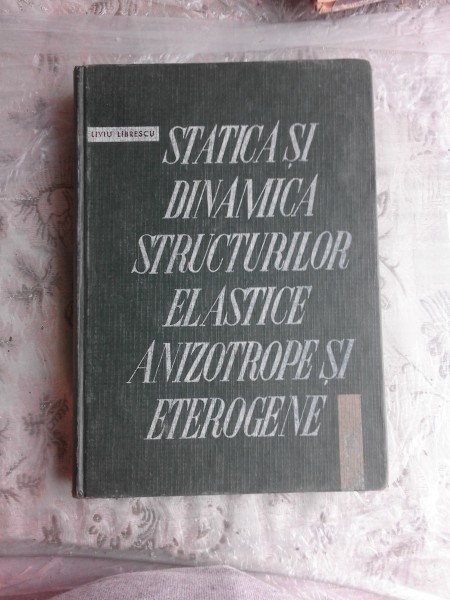 LIVIU LIBRESCU
STATICA ȘI
DINAMICA
STRUCTURILOR
ELASTICE
ANIZOTROPE ȘI
ETEROGENE